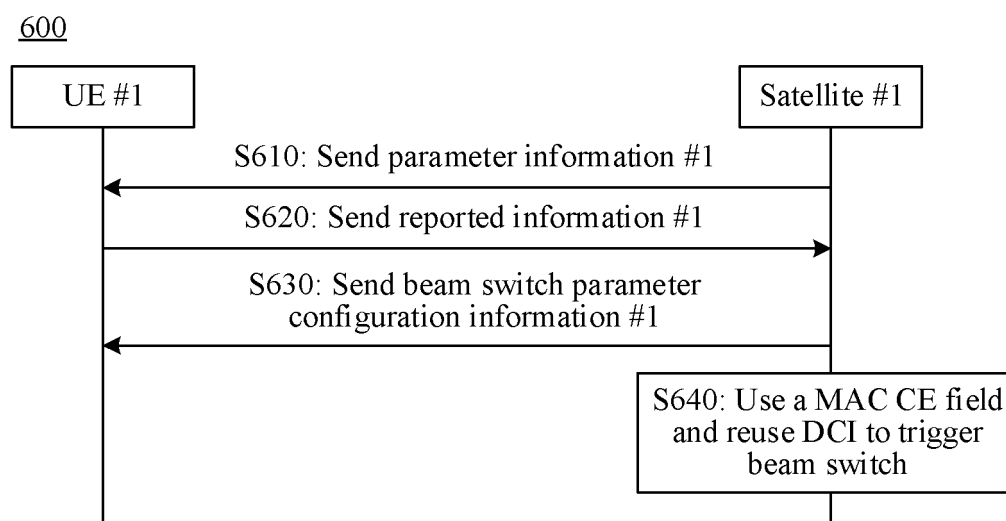 600
UE #1
Satellite #1
S610: Send parameter information #1
S620: Send reported information #1
S630: Send beam switch parameter
configuration information #1
S640: Use a MAC CE field
and reuse DCI to trigger
beam switch